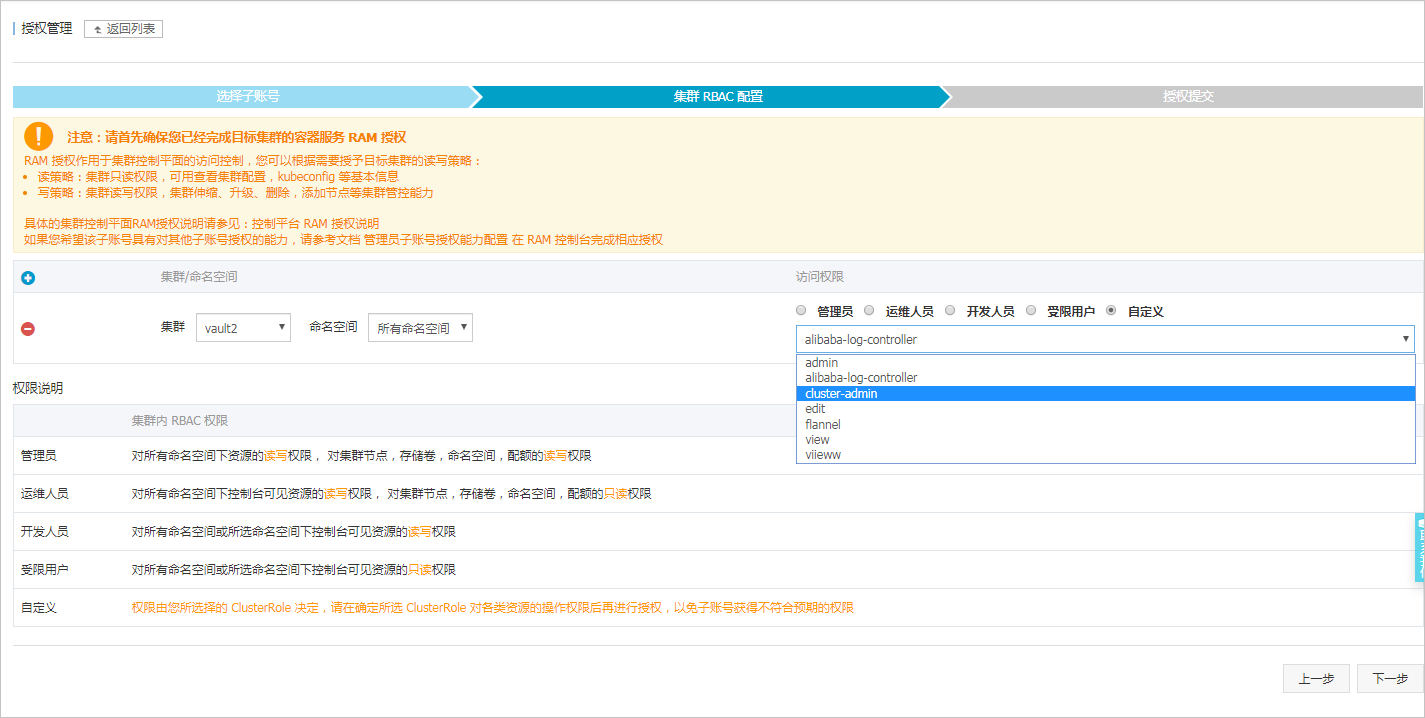 授权管理 返回列表
选择子账号 集群 RBAC 配置 授权提交
注意：请首先确保您已经完成目标集群的容器服务 RAM 授权
RAM 授权作用于集群控制平面的访问控制，您可以根据需要授予目标集群的读写策略：
读策略：集群只读权限，可用查看集群配置，kubeconfig 等基本信息
写策略：集群读写权限，集群伸缩、升级、删除，添加节点等集群管控能力
具体的集群控制平面RAM授权说明请参见：控制平台 RAM 授权说明
如果您希望该子账号具有对其他子账号授权的能力，请参考文档 管理员子账号授权能力配置 在 RAM 控制台完成相应授权
集群/命名空间 访问权限
管理员 运维人员 开发人员 受限用户 自定义
集群 vault2 命名空间 所有命名空间
alibaba-log-controller
admin
alibaba-log-controller
cluster-admin
edit
flannel
view
viieww
权限说明
集群内 RBAC 权限
管理员 对所有命名空间下资源的读写权限， 对集群节点，存储卷，命名空间，配额的读写权限
运维人员 对所有命名空间下控制台可见资源的读写权限， 对集群节点，存储卷，命名空间，配额的只读权限
开发人员 对所有命名空间或所选命名空间下控制台可见资源的读写权限
受限用户 对所有命名空间或所选命名空间下控制台可见资源的只读权限
自定义 权限由您所选择的 ClusterRole 决定，请在确定所选 ClusterRole 对各类资源的操作权限后再进行授权，以免子账号获得不符合预期的权限
上一步 下一步